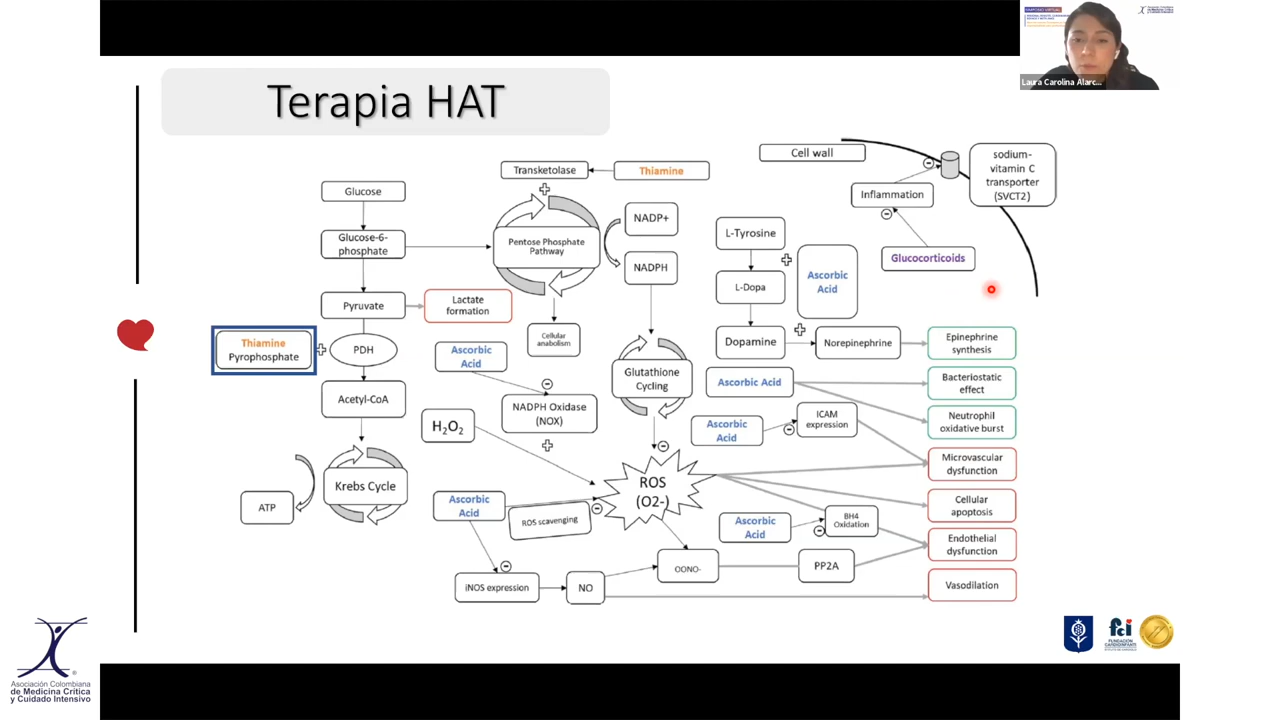 Terapia HAT
Laura Carolina Alarc...
Glucose
Glucose-6-
phosphate
Pyruvate
Lactate
formation
Thiamine
Pyrophosphate
PDH
Acetyl-CoA
Krebs Cycle
ATP
Transketolase
Thiamine
Pentose Phosphate
Pathway
NADP+
NADPH
Cellular
anabolism
Ascorbic
Acid
NADPH Oxidase
(NOX)
H2O2
Glutathione
Cycling
ROS
(O2-)
Ascorbic
Acid
ROS scavenging
iNOS expression
NO
OONO-
PP2A
Cell wall
sodium-
vitamin C
transporter
(SVCT2)
Inflammation
Glucocorticoids
L-Tyrosine
L-Dopa
Ascorbic
Acid
Dopamine
Norepinephrine
Ascorbic Acid
Ascorbic
Acid
ICAM
expression
Ascorbic
Acid
BH4
Oxidation
Epinephrine
synthesis
Bacteriostatic
effect
Neutrophil
oxidative burst
Microvascular
dysfunction
Cellular
apoptosis
Endothelial
dysfunction
Vasodilation
Asociación Colombiana
de Medicina Crítica
y Cuidado Intensivo
fci
FUNDACIÓN
CARDIOINFANTIL